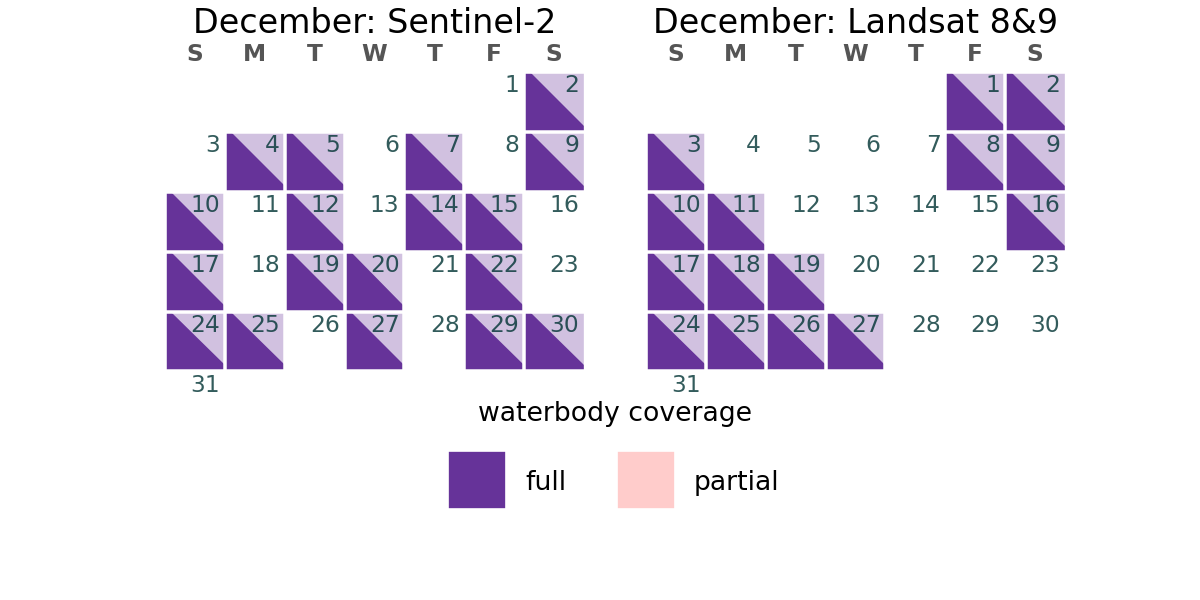 December: Sentinel-2
S M T W T F S
1 2
3 4 5 6 7 8 9
10 11 12 13 14 15 16
17 18 19 20 21 22 23
24 25 26 27 28 29 30
31
December: Landsat 8&9
S M T W T F S
1 2
3 4 5 6 7 8 9
10 11 12 13 14 15 16
17 18 19 20 21 22 23
24 25 26 27 28 29 30
31
waterbody coverage
full partial